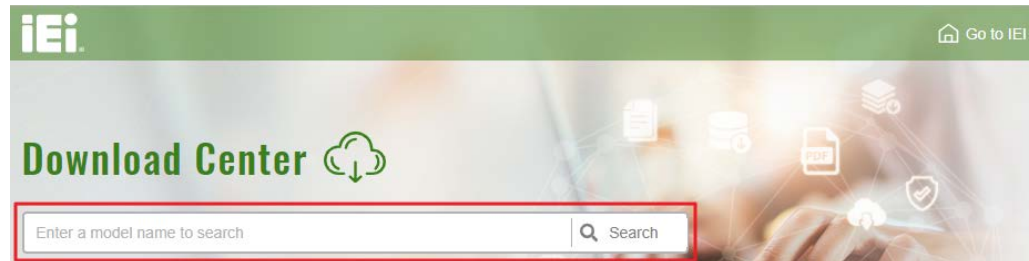 iEi.
Go to IEI
Download Center
Enter a model name to search
Search
PDF